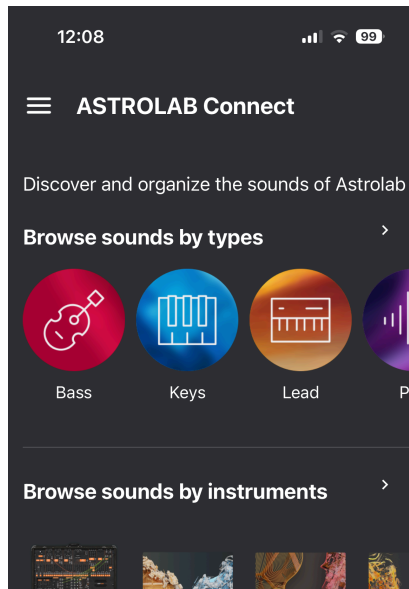 12:08
99
ASTROLAB Connect
Discover and organize the sounds of Astrolab
Browse sounds by types
Bass
Keys
Lead
P
Browse sounds by instruments